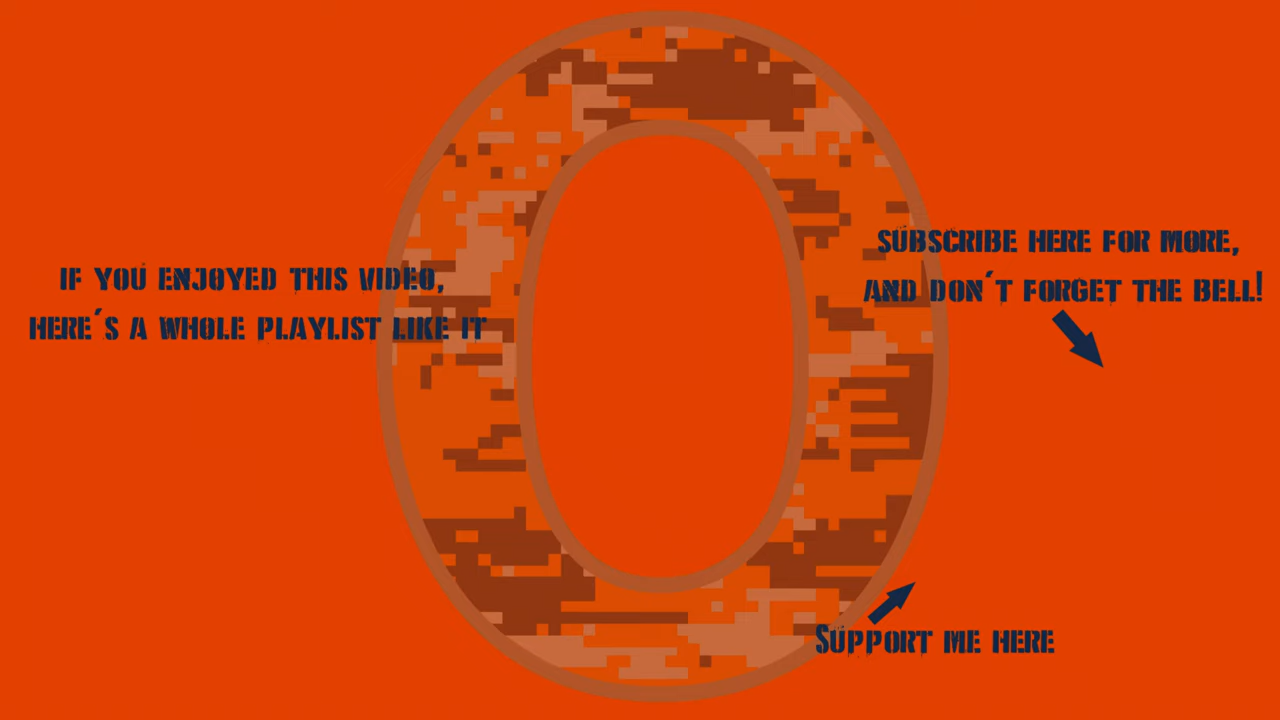 IF YOU ENJOYED THIS VIDEO,
HERE´S A WHOLE PLAYLIST LIKE IT
SUBSCRIBE HERE FOR MORE,
AND DON´T FORGET THE BELL!
SUPPORT ME HERE